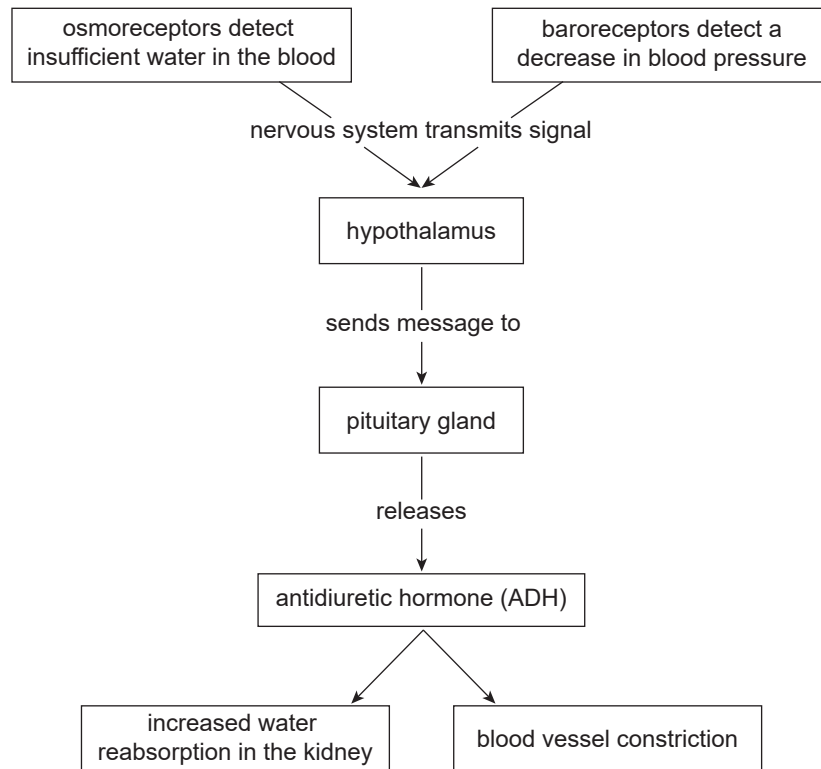 osmoreceptors detect
insufficient water in the blood
baroreceptors detect a
decrease in blood pressure
nervous system transmits signal
hypothalamus
sends message to
pituitary gland
releases
antidiuretic hormone (ADH)
increased water
reabsorption in the kidney
blood vessel constriction